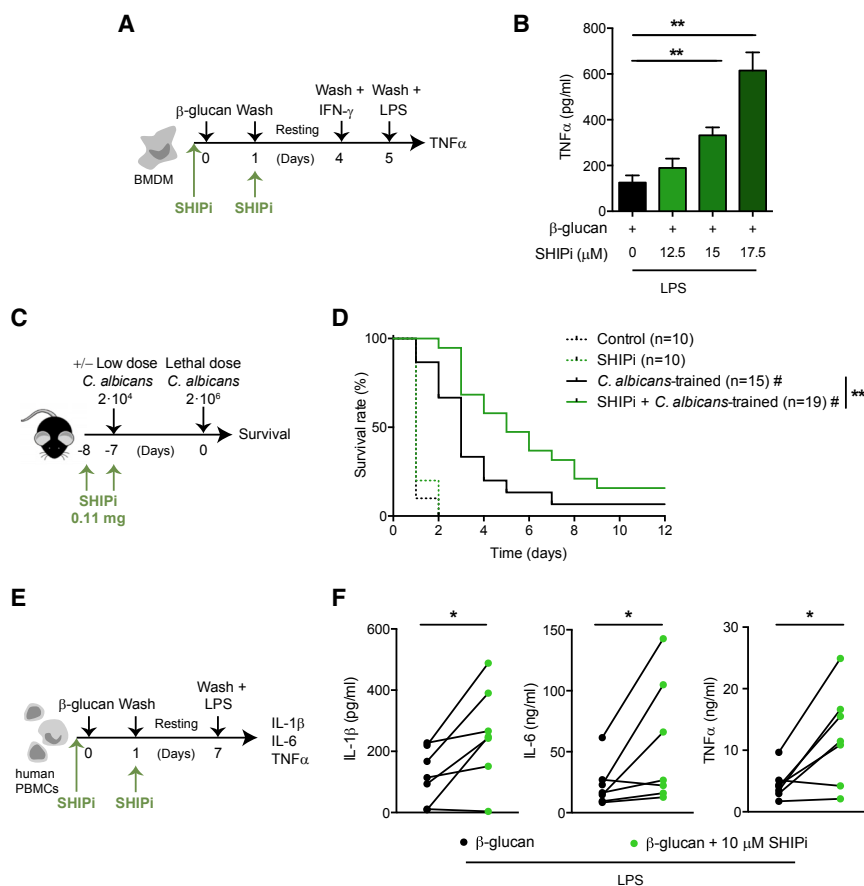 A
β-glucan Wash Resting Wash + IFN-γ Wash + LPS
TNFα
0 1 (Days) 4 5
BMDM
SHIPi SHIPi
B
**
**
TNFα (pg/ml)
800
600
400
200
0
β-glucan + + + +
SHIPi (μM) 0 12.5 15 17.5
LPS
C
+/− Low dose Lethal dose
C. albicans C. albicans
2·10⁴ 2·10⁶
Survival
-8 -7 (Days) 0
SHIPi
0.11 mg
D
Survival rate (%)
100
50
0
0 2 4 6 8 10 12
Time (days)
Control (n=10)
SHIPi (n=10)
C. albicans-trained (n=15) #
SHIPi + C. albicans-trained (n=19) #
**
E
β-glucan Wash Resting Wash + LPS
0 1 (Days) 7
IL-1β
IL-6
TNFα
human
PBMCs
SHIPi SHIPi
F
*
IL-1β (pg/ml)
600
400
200
0
*
IL-6 (ng/ml)
150
100
50
0
*
TNFα (ng/ml)
30
20
10
0
β-glucan β-glucan + 10 μM SHIPi
LPS